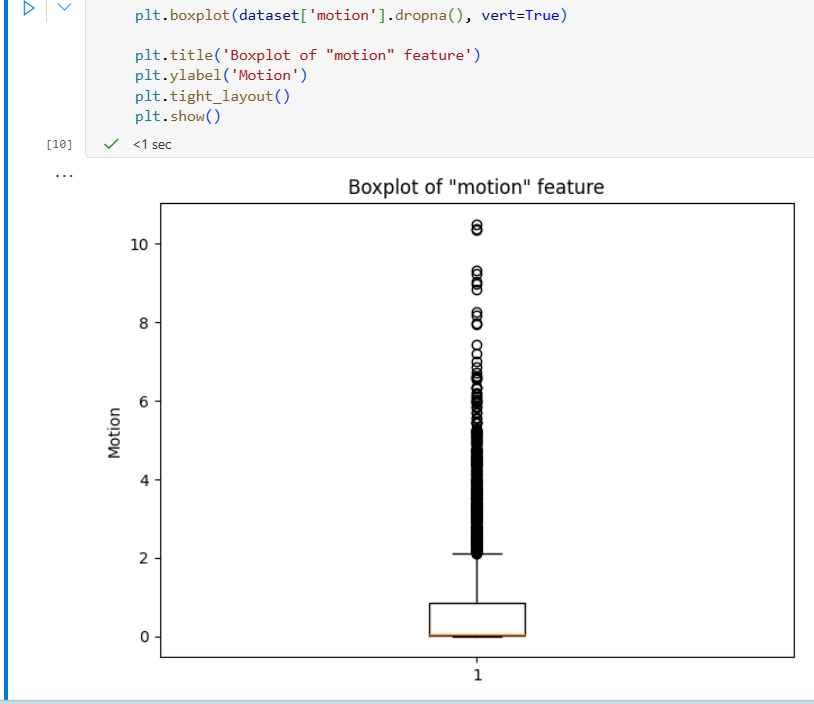 plt.boxplot(dataset['motion'].dropna(), vert=True)
plt.title('Boxplot of "motion" feature')
plt.ylabel('Motion')
plt.tight_layout()
plt.show()
[10]
<1 sec
...
Boxplot of "motion" feature
10
8
6
4
2
0
Motion
1